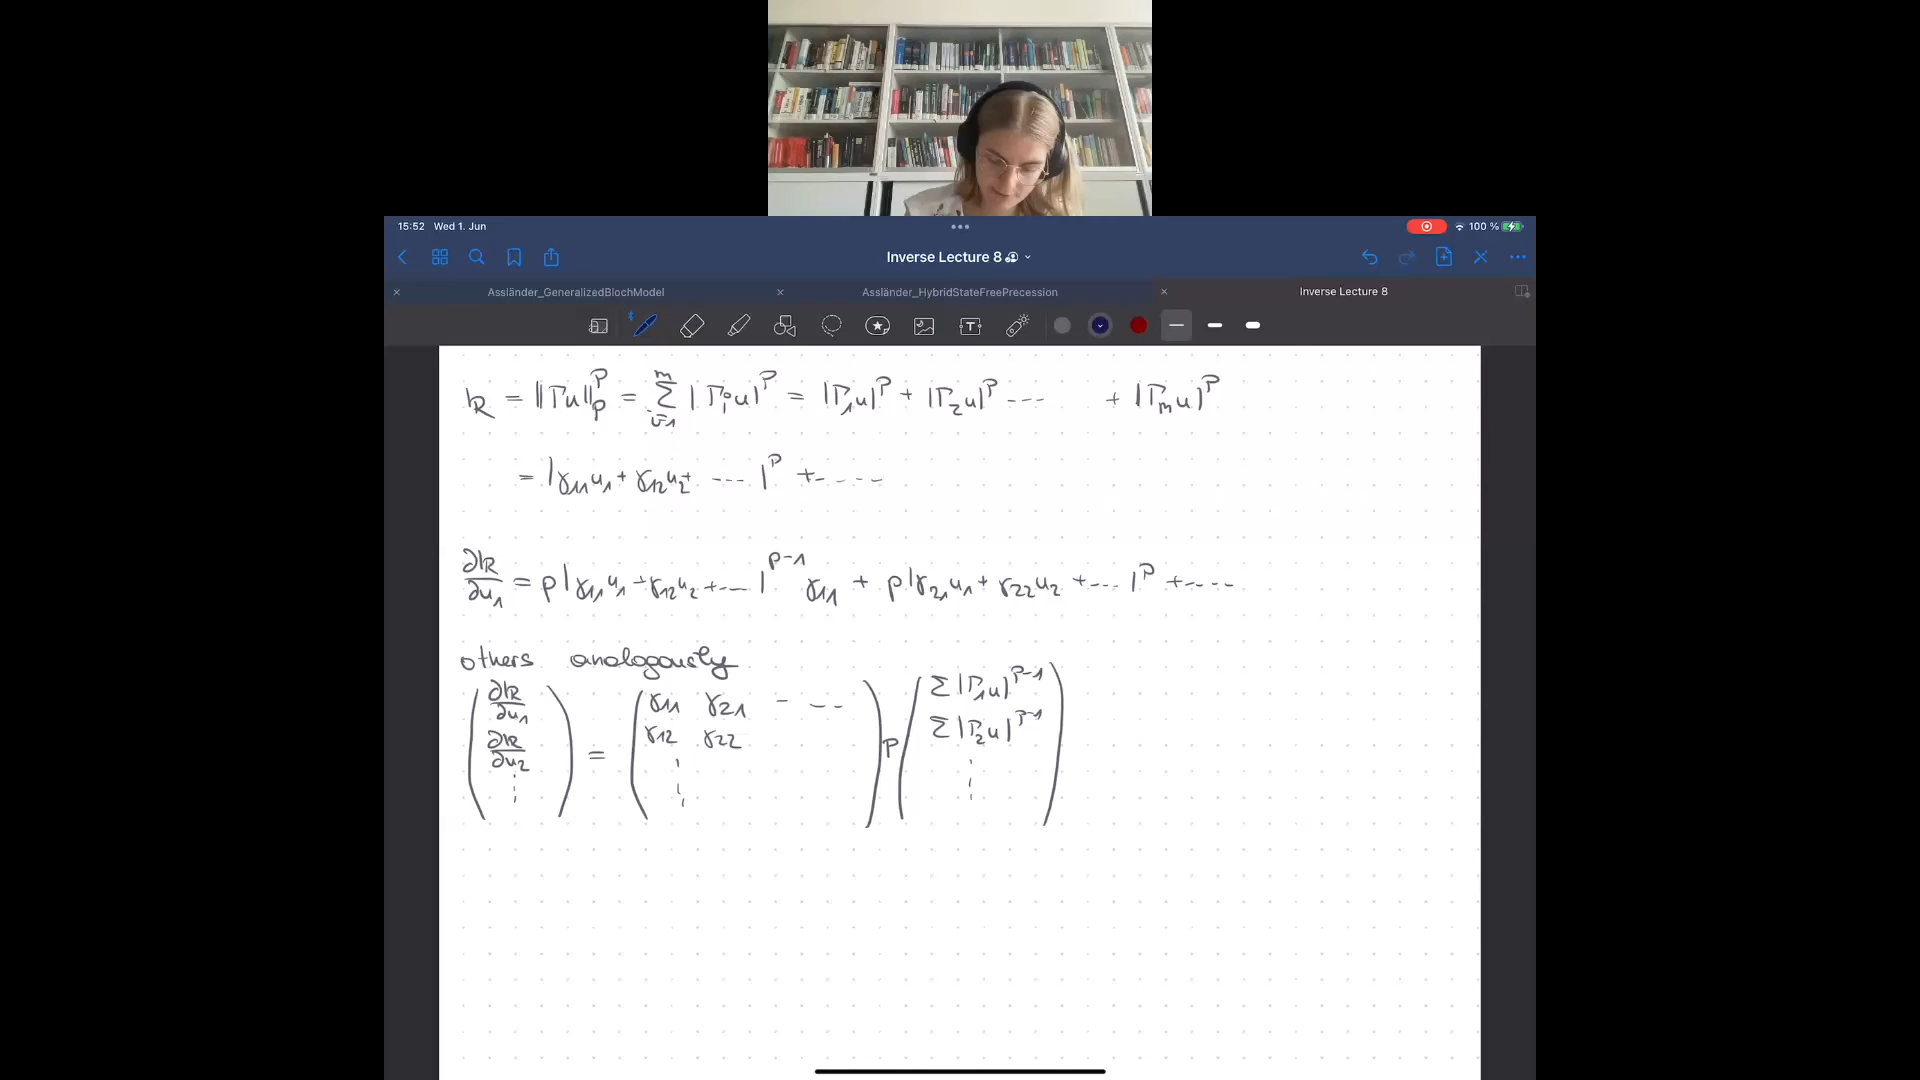 15:52 Wed 1. Jun 100 %
Inverse Lecture 8
Assländer_GeneralizedBlochModel Assländer_HybridStateFreePrecession Inverse Lecture 8
R = ||Γu||_p^p = Σ_{i=1}^m |Γ_i u|^p = |Γ_1 u|^p + |Γ_2 u|^p ---- + |Γ_m u|^p
= |γ_11 u_1 + γ_12 u_2 + ---- |^p + - ---
∂R/∂u_1 = p|γ_11 u_1 + γ_12 u_2 + ---- |^{p-1} γ_11 + p|γ_21 u_1 + γ_22 u_2 + ---- |^p + ----
others analogously
∂R/∂u_1 γ_11 γ_21 - --- Σ|Γ_1 u|^{p-1}
∂R/∂u_2 = γ_12 γ_22 p Σ|Γ_2 u|^{p-1}